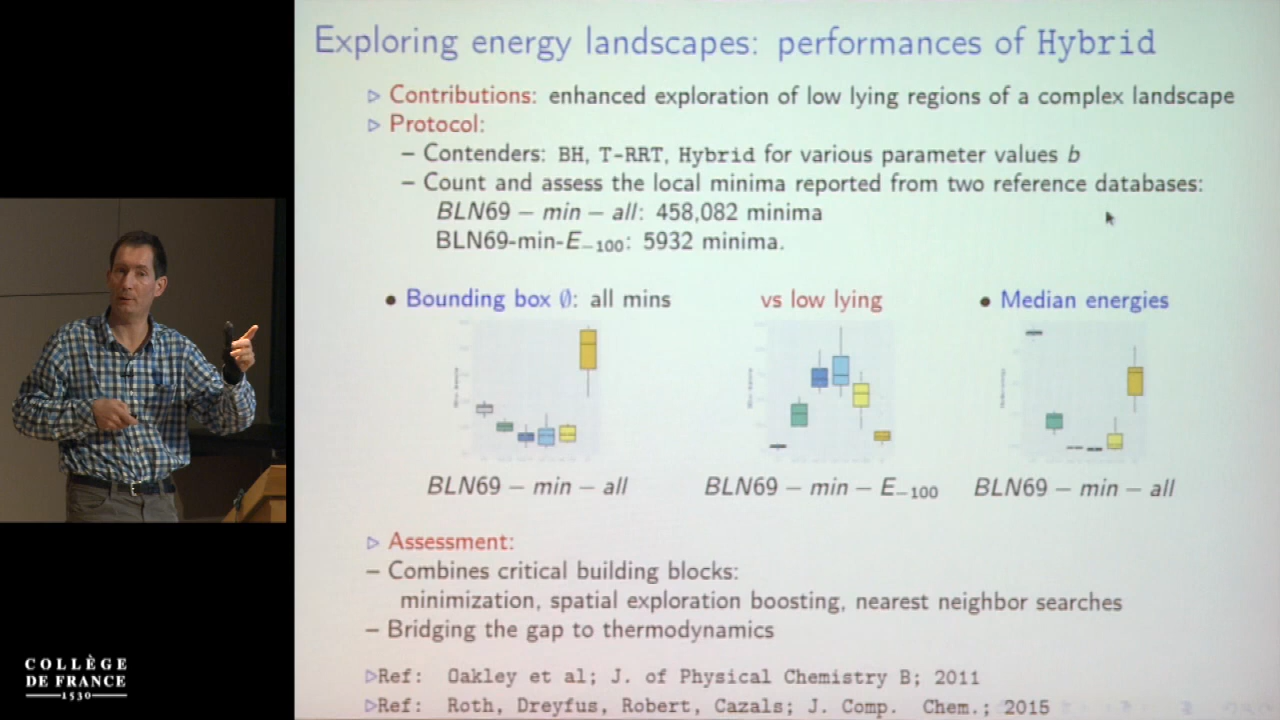 Exploring energy landscapes: performances of Hybrid
▷ Contributions: enhanced exploration of low lying regions of a complex landscape
▷ Protocol:
– Contenders: BH, T-RRT, Hybrid for various parameter values b
– Count and assess the local minima reported from two reference databases:
BLN69 – min – all: 458,082 minima
BLN69-min-E₋₁₀₀: 5932 minima.
• Bounding box ∅: all mins vs low lying • Median energies
BLN69 – min – all BLN69 – min – E₋₁₀₀ BLN69 – min – all
▷ Assessment:
– Combines critical building blocks:
minimization, spatial exploration boosting, nearest neighbor searches
– Bridging the gap to thermodynamics
▷Ref: Oakley et al; J. of Physical Chemistry B; 2011
▷Ref: Roth, Dreyfus, Robert, Cazals; J. Comp. Chem.; 2015
COLLÈGE
DE FRANCE
1530